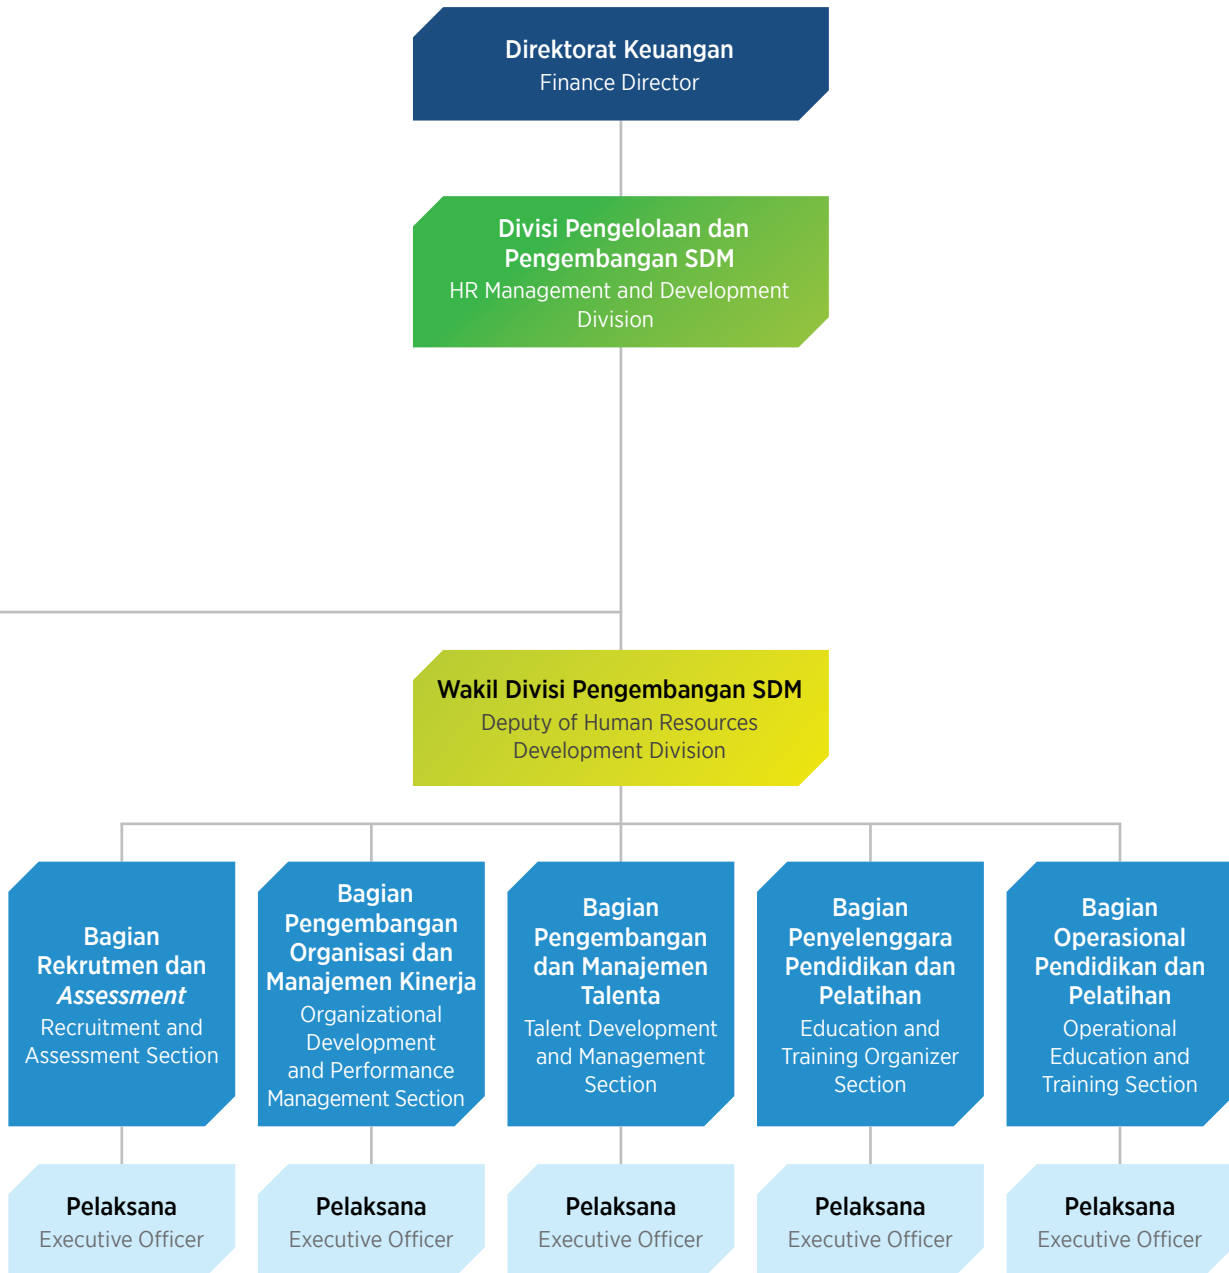 Direktorat Keuangan
Finance Director
Divisi Pengelolaan dan
Pengembangan SDM
HR Management and Development
Division
Wakil Divisi Pengembangan SDM
Deputy of Human Resources
Development Division
Bagian
Rekrutmen dan
Assessment
Recruitment and
Assessment Section
Bagian
Pengembangan
Organisasi dan
Manajemen Kinerja
Organizational
Development
and Performance
Management Section
Bagian
Pengembangan
dan Manajemen
Talenta
Talent Development
and Management
Section
Bagian
Penyelenggara
Pendidikan dan
Pelatihan
Education and
Training Organizer
Section
Bagian
Operasional
Pendidikan dan
Pelatihan
Operational
Education and
Training Section
Pelaksana
Executive Officer
Pelaksana
Executive Officer
Pelaksana
Executive Officer
Pelaksana
Executive Officer
Pelaksana
Executive Officer